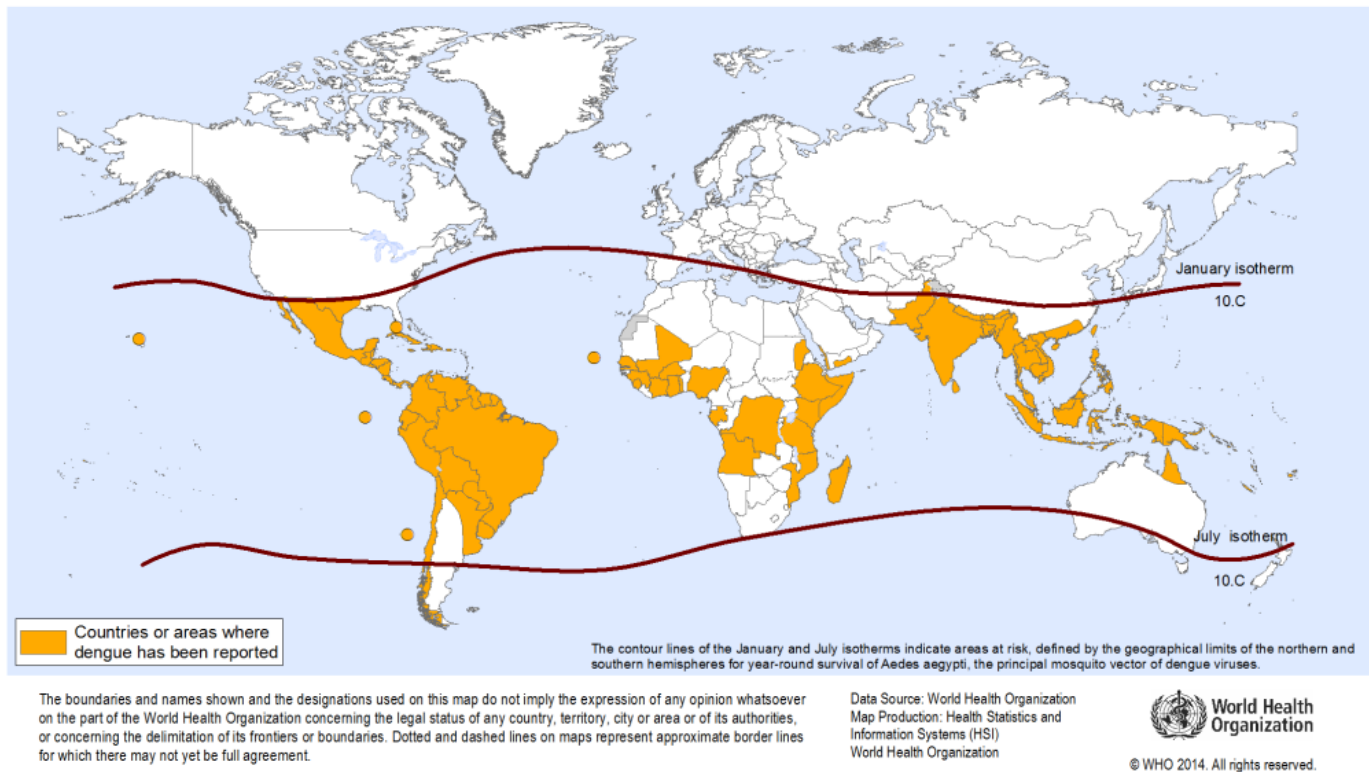 January isotherm
10.C
July isotherm
10.C
Countries or areas where
dengue has been reported
The contour lines of the January and July isotherms indicate areas at risk, defined by the geographical limits of the northern and
southern hemispheres for year-round survival of Aedes aegypti, the principal mosquito vector of dengue viruses.
The boundaries and names shown and the designations used on this map do not imply the expression of any opinion whatsoever
on the part of the World Health Organization concerning the legal status of any country, territory, city or area or of its authorities,
or concerning the delimitation of its frontiers or boundaries. Dotted and dashed lines on maps represent approximate border lines
for which there may not yet be full agreement.
Data Source: World Health Organization
Map Production: Health Statistics and
Information Systems (HSI)
World Health Organization
World Health
Organization
© WHO 2014. All rights reserved.